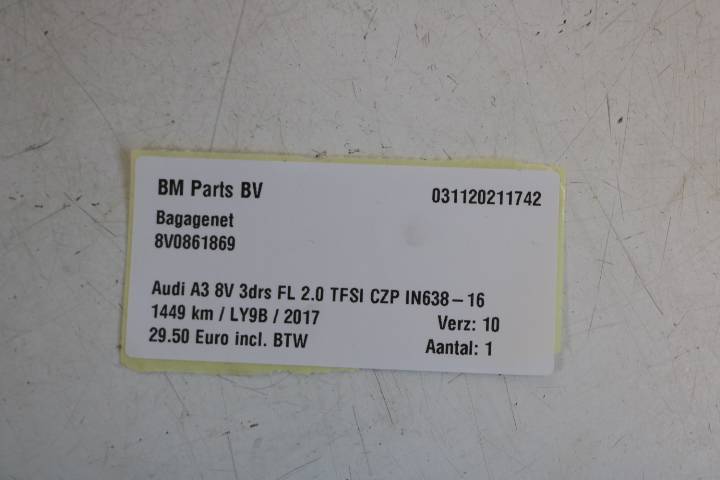 BM Parts BV 031120211742
Bagagenet
8V0861869
Audi A3 8V 3drs FL 2.0 TFSI CZP IN638-16
1449 km / LY9B / 2017 Verz: 10
29.50 Euro incl. BTW Aantal: 1